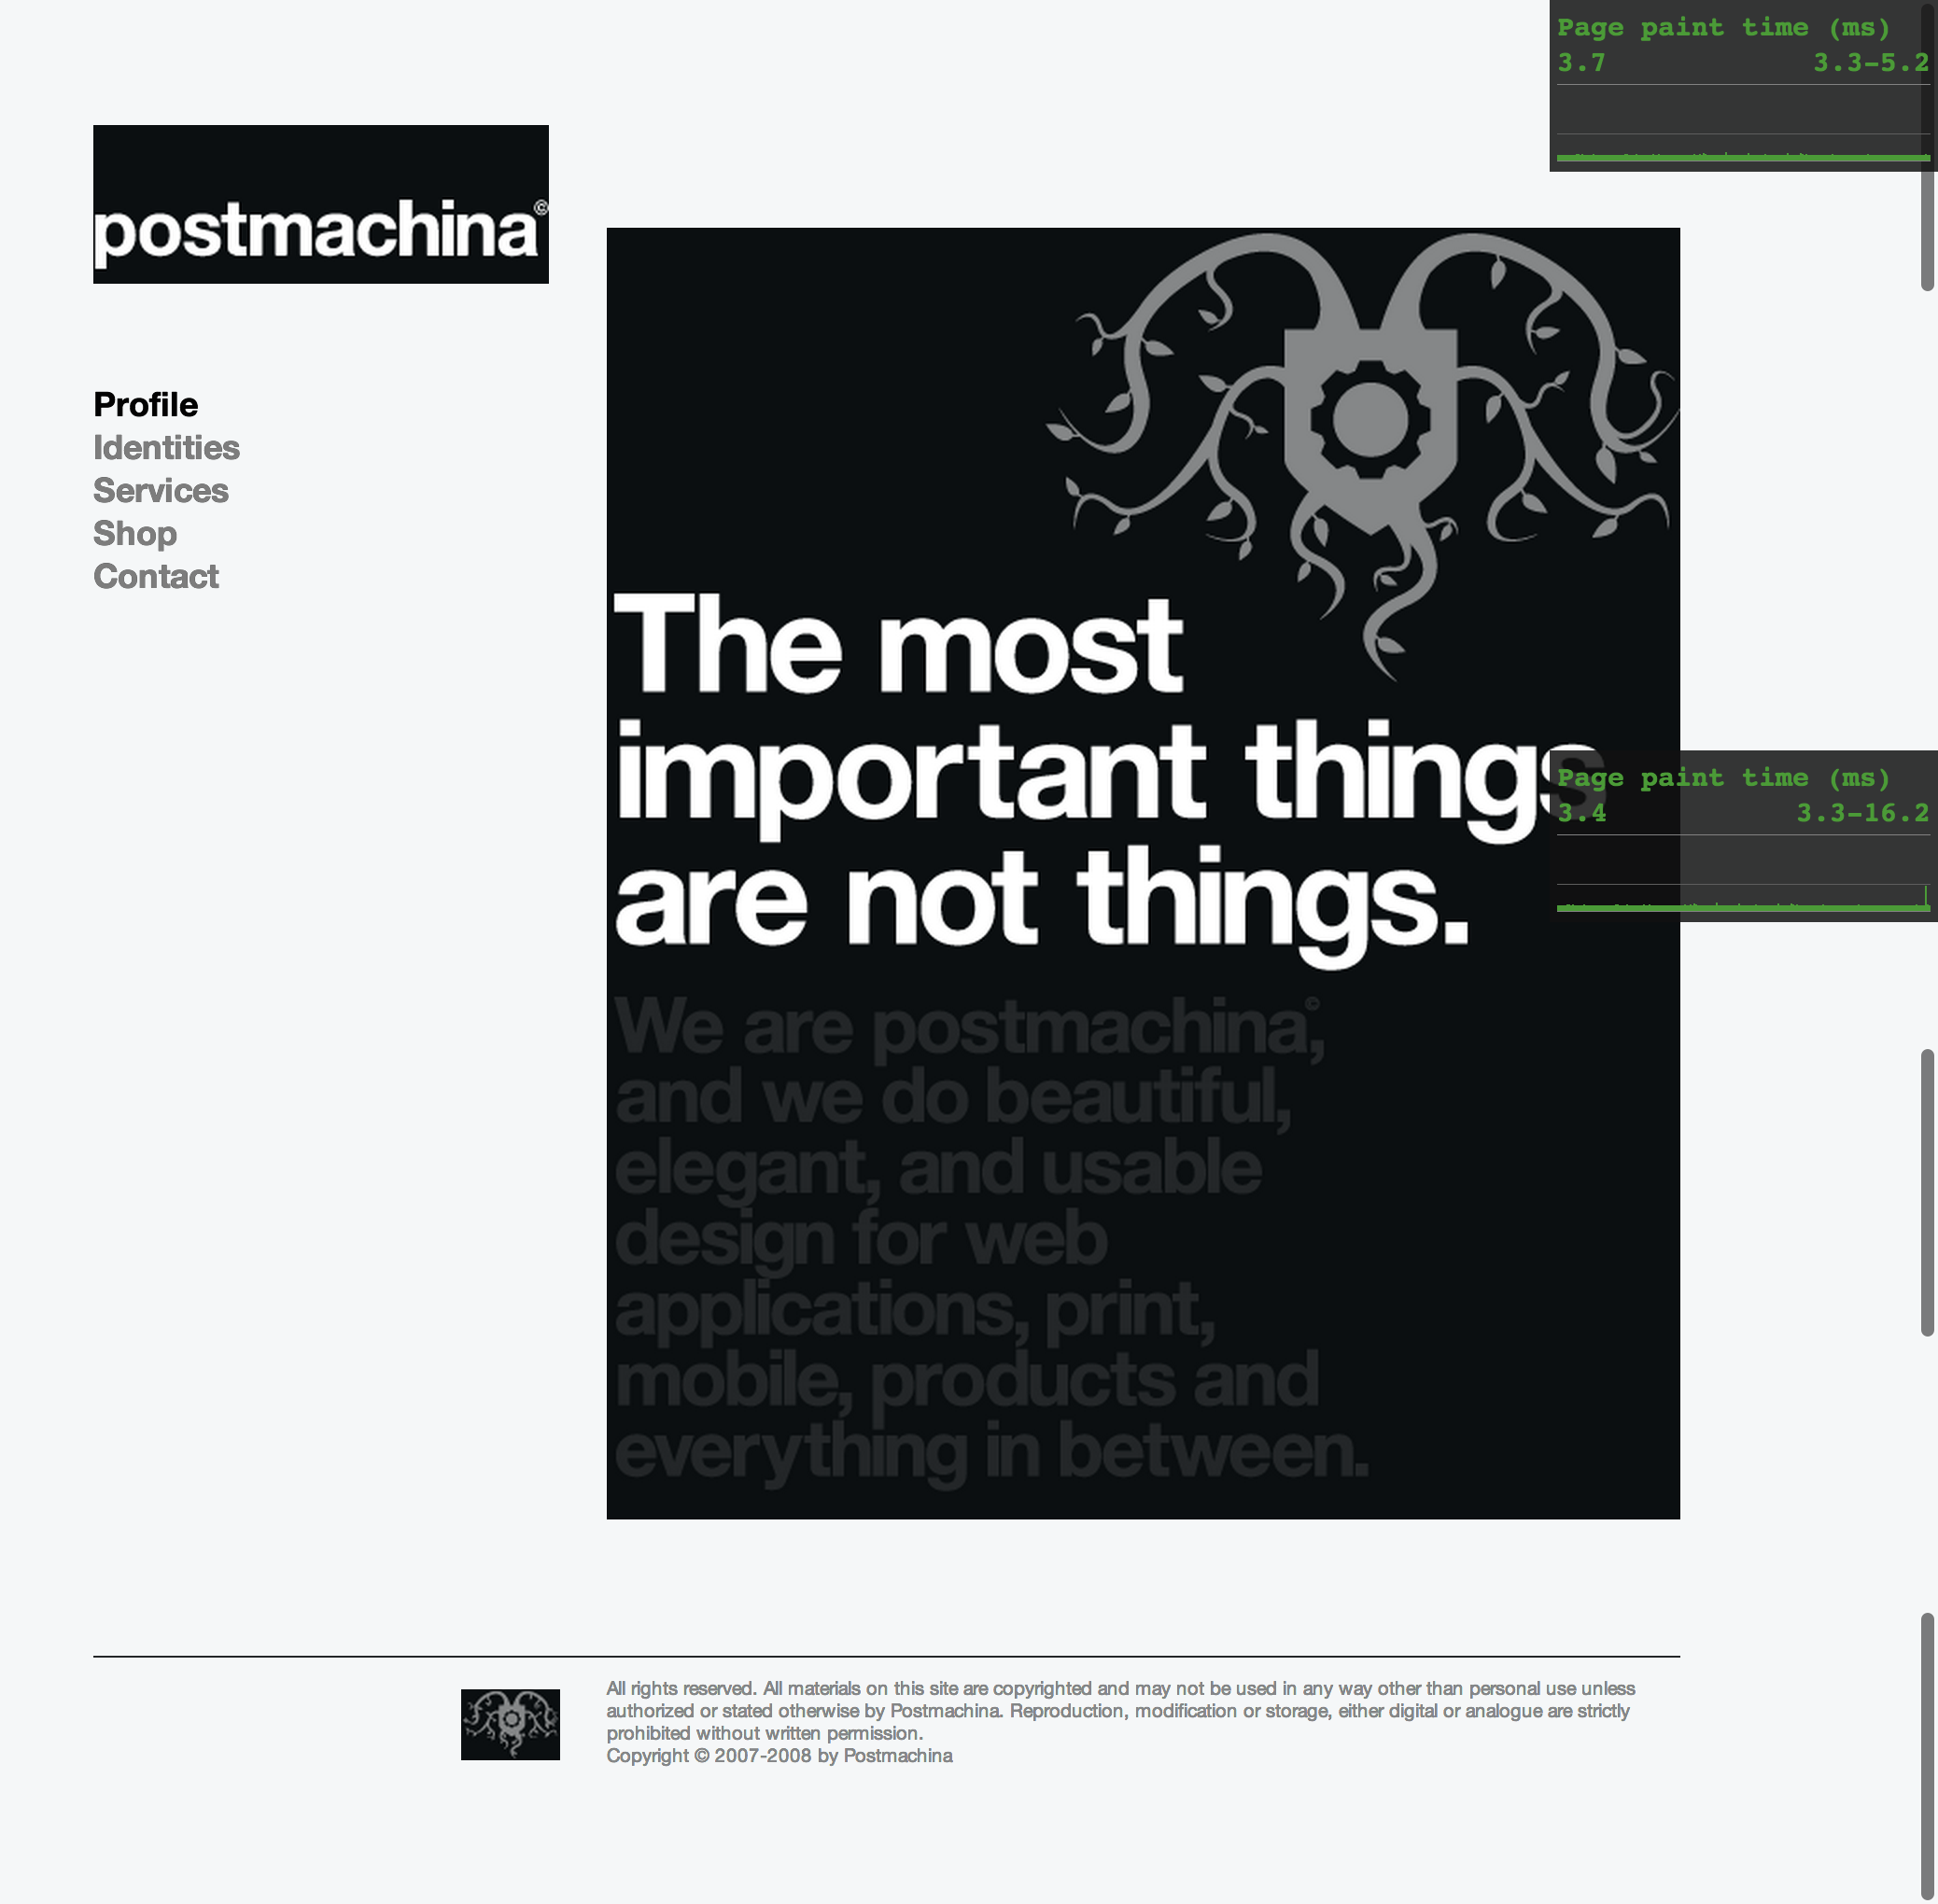 Page paint time (ms)
3.7 3.3-5.2
postmachina©
Profile
Identities
Services
Shop
Contact
The most
important things
are not things.
Page paint time (ms)
3.4 3.3-16.2
We are postmachina©,
and we do beautiful,
elegant, and usable
design for web
applications, print,
mobile, products and
everything in between.
All rights reserved. All materials on this site are copyrighted and may not be used in any way other than personal use unless
authorized or stated otherwise by Postmachina. Reproduction, modification or storage, either digital or analogue are strictly
prohibited without written permission.
Copyright © 2007-2008 by Postmachina